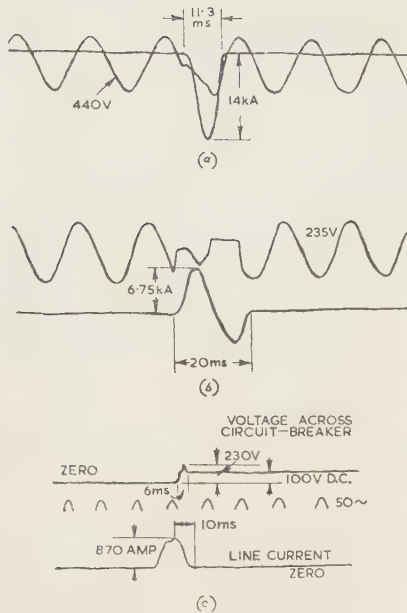 11·3
ms
440V
14kA
(a)
235V
6·75kA
20ms
(b)
VOLTAGE ACROSS
CIRCUIT-BREAKER
ZERO
230V
100V D.C.
6ms
50~
10ms
870 AMP
LINE CURRENT
ZERO
(c)